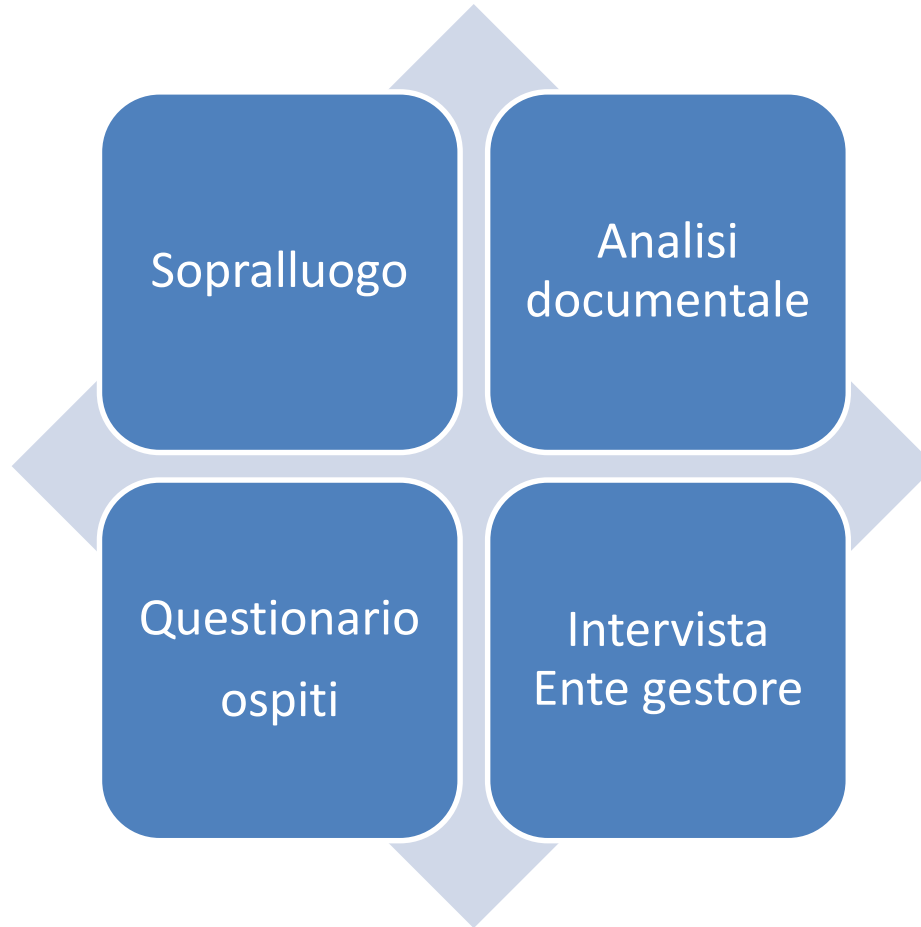 Sopralluogo
Analisi
documentale
Questionario
ospiti
Intervista
Ente gestore